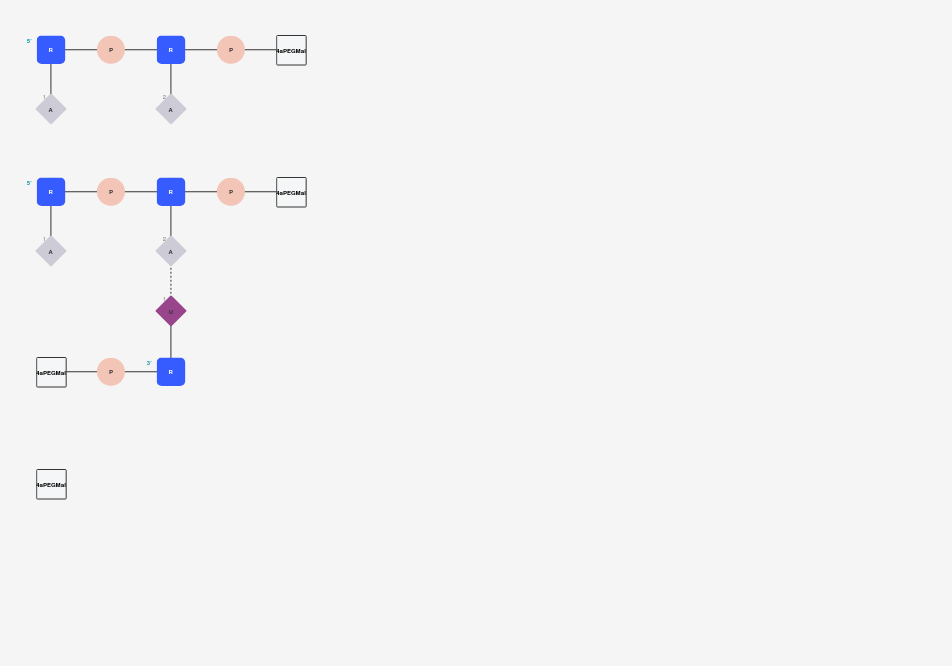 5' R P R P 4aPEGMal
1 A 2 A
5' R P R P 4aPEGMal
1 A 2 A
1 U
4aPEGMal P 3' R
4aPEGMal